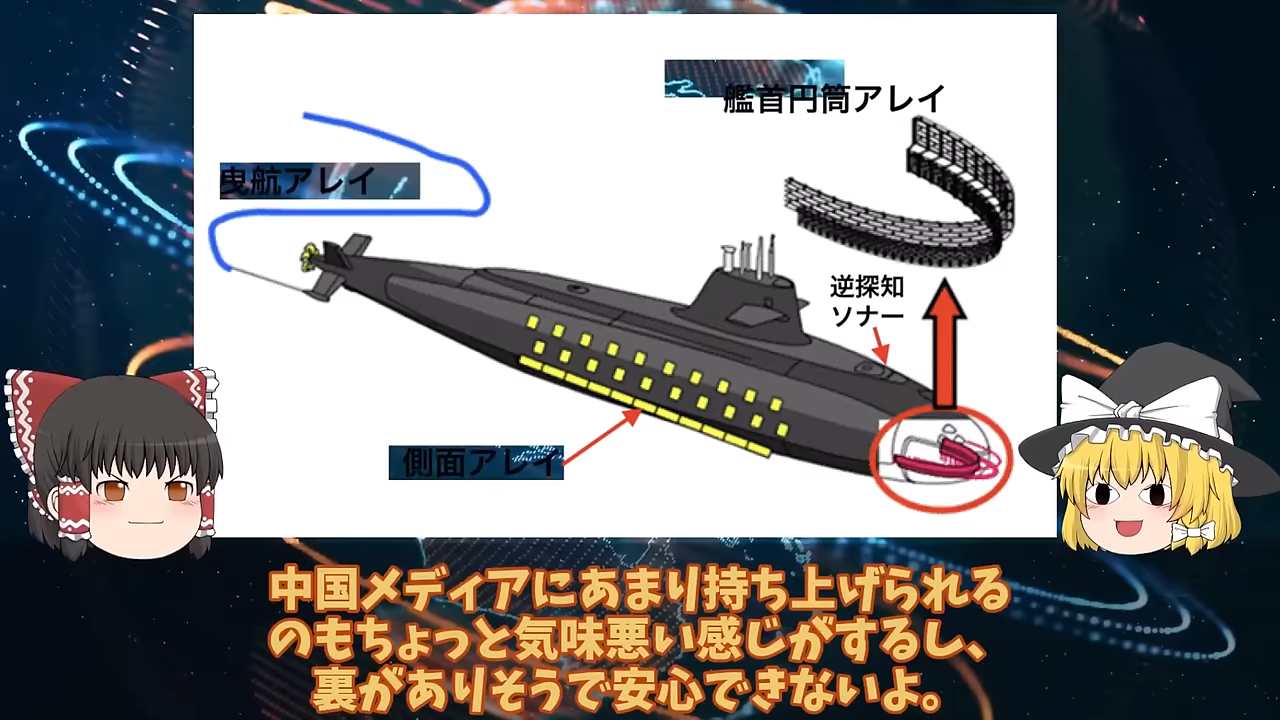 艦首円筒アレイ
曳航アレイ
逆探知
ソナー
側面アレイ
中国メディアにあまり持ち上げられる
のもちょっと気味悪い感じがするし、
裏がありそうで安心できないよ。